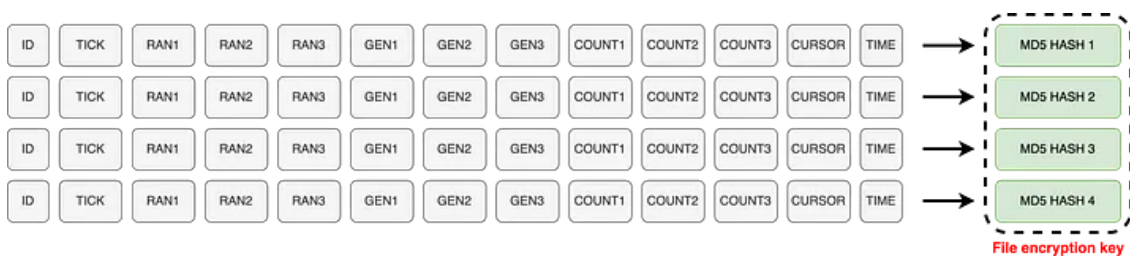 ID TICK RAN1 RAN2 RAN3 GEN1 GEN2 GEN3 COUNT1 COUNT2 COUNT3 CURSOR TIME MD5 HASH 1
ID TICK RAN1 RAN2 RAN3 GEN1 GEN2 GEN3 COUNT1 COUNT2 COUNT3 CURSOR TIME MD5 HASH 2
ID TICK RAN1 RAN2 RAN3 GEN1 GEN2 GEN3 COUNT1 COUNT2 COUNT3 CURSOR TIME MD5 HASH 3
ID TICK RAN1 RAN2 RAN3 GEN1 GEN2 GEN3 COUNT1 COUNT2 COUNT3 CURSOR TIME MD5 HASH 4
File encryption key